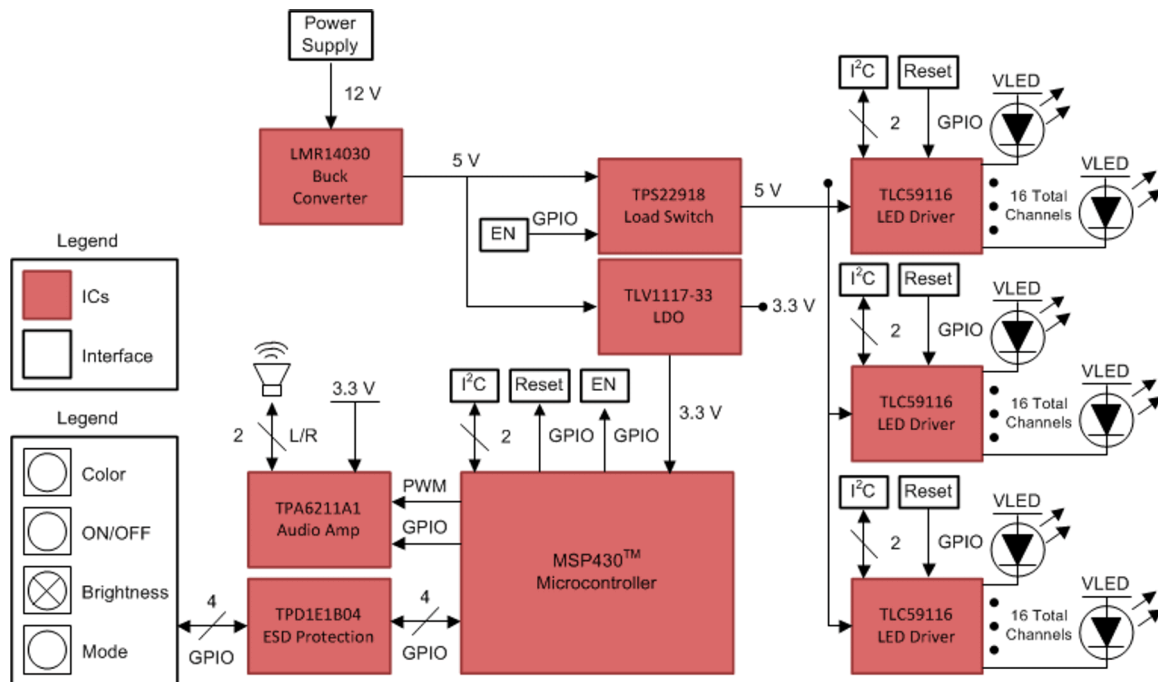 Power
Supply
12 V
LMR14030
Buck
Converter
5 V
TPS22918
Load Switch
EN
GPIO
5 V
TLV1117-33
LDO
3.3 V
3.3 V
I²C
Reset
2
GPIO
VLED
VLED
TLC59116
LED Driver
16 Total
Channels
I²C
Reset
2
GPIO
VLED
VLED
TLC59116
LED Driver
16 Total
Channels
I²C
Reset
2
GPIO
VLED
VLED
TLC59116
LED Driver
16 Total
Channels
Legend
ICs
Interface
Legend
Color
ON/OFF
Brightness
Mode
2
L/R
3.3 V
TPA6211A1
Audio Amp
PWM
GPIO
I²C
Reset
EN
2
GPIO
GPIO
MSP430™
Microcontroller
4
GPIO
TPD1E1B04
ESD Protection
4
GPIO